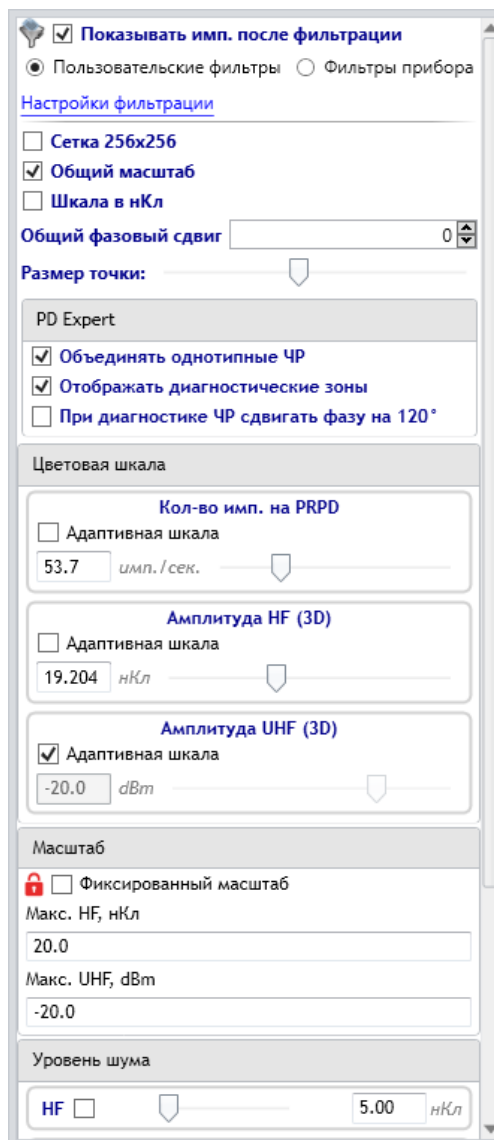 Показывать имп. после фильтрации
Пользовательские фильтры Фильтры прибора
Настройки фильтрации
Сетка 256x256
Общий масштаб
Шкала в нКл
Общий фазовый сдвиг 0
Размер точки:
PD Expert
Объединять однотипные ЧР
Отображать диагностические зоны
При диагностике ЧР сдвигать фазу на 120°
Цветовая шкала
Кол-во имп. на PRPD
Адаптивная шкала
53.7 имп./сек.
Амплитуда HF (3D)
Адаптивная шкала
19.204 нКл
Амплитуда UHF (3D)
Адаптивная шкала
-20.0 dBm
Масштаб
Фиксированный масштаб
Макс. HF, нКл
20.0
Макс. UHF, dBm
-20.0
Уровень шума
HF 5.00 нКл